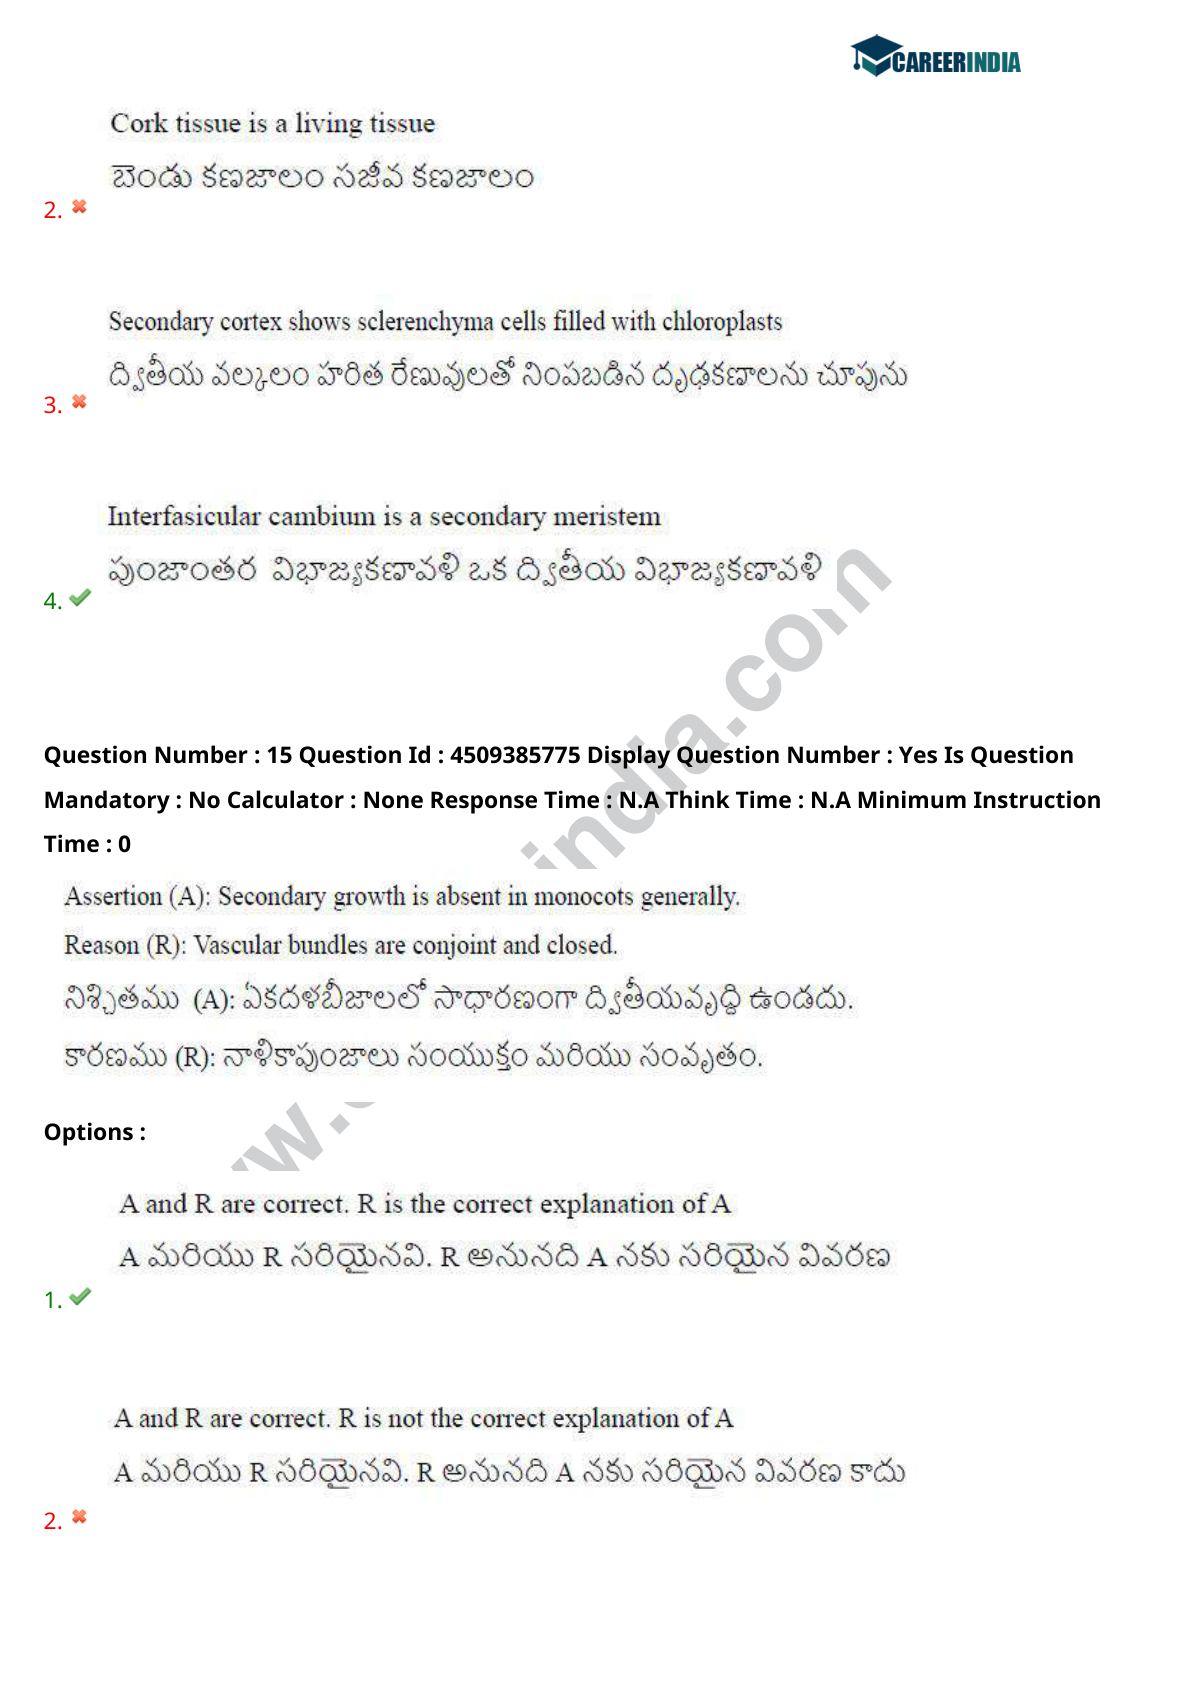 CAREERINDIA
Cork tissue is a living tissue
బెండు కణజాలం సజీవ కణజాలం
2.
Secondary cortex shows sclerenchyma cells filled with chloroplasts
ద్వితీయ వల్కలం హరిత రేణువులతో నింపబడిన దృఢకణాలను చూపును
3.
Interfasicular cambium is a secondary meristem
పుంజాంతర విభాజ్యకణావళి ఒక ద్వితీయ విభాజ్యకణావళి
4.
Question Number : 15 Question Id : 4509385775 Display Question Number : Yes Is Question
Mandatory : No Calculator : None Response Time : N.A Think Time : N.A Minimum Instruction
Time : 0
Assertion (A): Secondary growth is absent in monocots generally.
Reason (R): Vascular bundles are conjoint and closed.
నిశ్చితము (A): ఏకదళబీజాలలో సాధారణంగా ద్వితీయవృద్ధి ఉండదు.
కారణము (R): నాళికాపుంజాలు సంయుక్తం మరియు సంవృతం.
Options :
A and R are correct. R is the correct explanation of A
A మరియు R సరియైనవి. R అనునది A నకు సరియైన వివరణ
1.
A and R are correct. R is not the correct explanation of A
A మరియు R సరియైనవి. R అనునది A నకు సరియైన వివరణ కాదు
2.